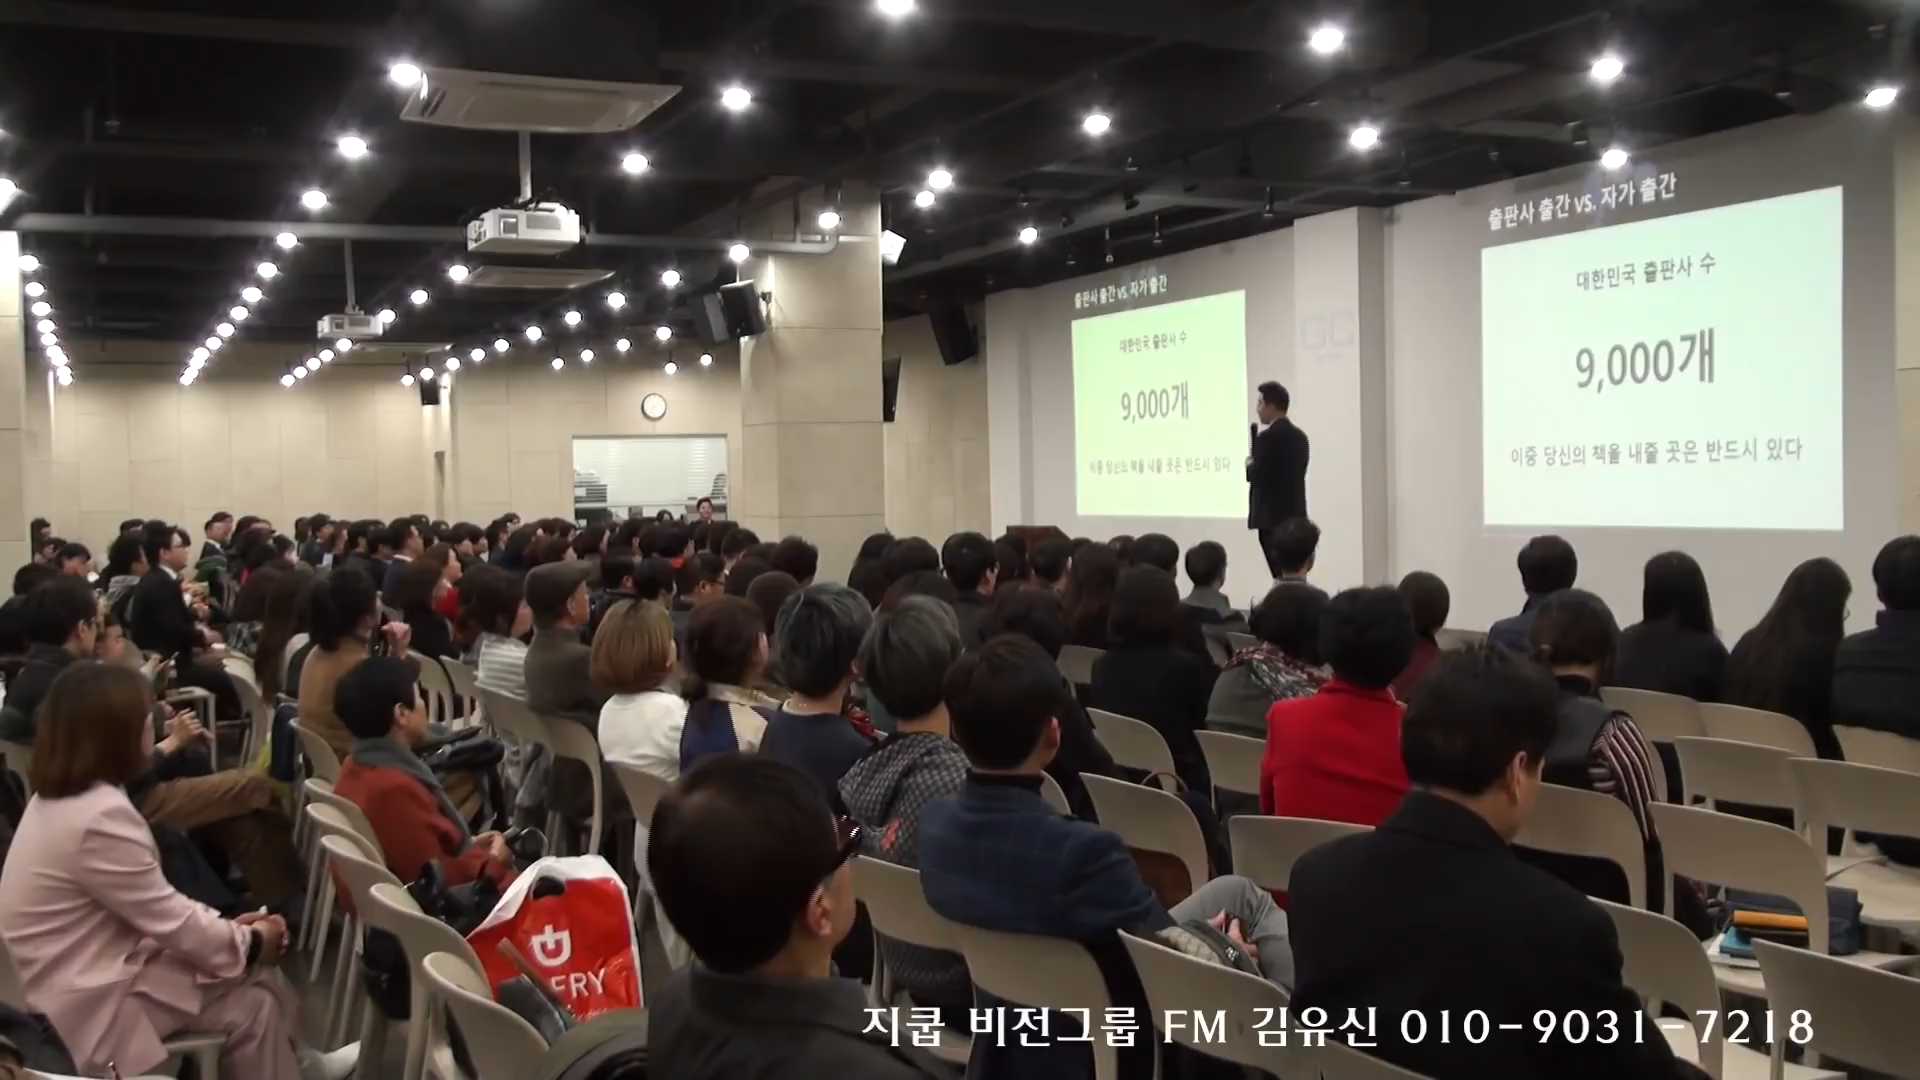 출판사 출간 vs. 자가 출간
대한민국 출판사 수
9,000개
이중 당신의 책을 내줄 곳은 반드시 있다
출판사 출간 vs. 자가 출간
대한민국 출판사 수
9,000개
이중 당신의 책을 내줄 곳은 반드시 있다
GC
지쿱 비전그룹 FM 김유신 010-9031-7218